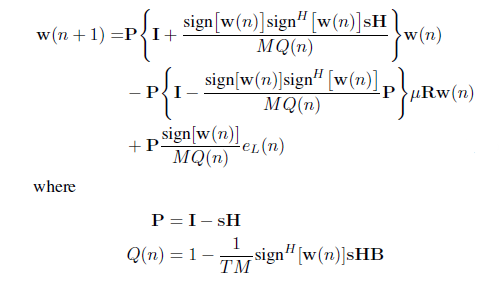 w(n + 1) =P{I+ sign[w(n)]sign^H[w(n)]sH / MQ(n)}w(n)
− P{I− sign[w(n)]sign^H[w(n)] / MQ(n) P}μRw(n)
+ P sign[w(n)] / MQ(n) e_L(n)
where
P = I − sH
Q(n) = 1 − 1 / TM sign^H[w(n)]sHB